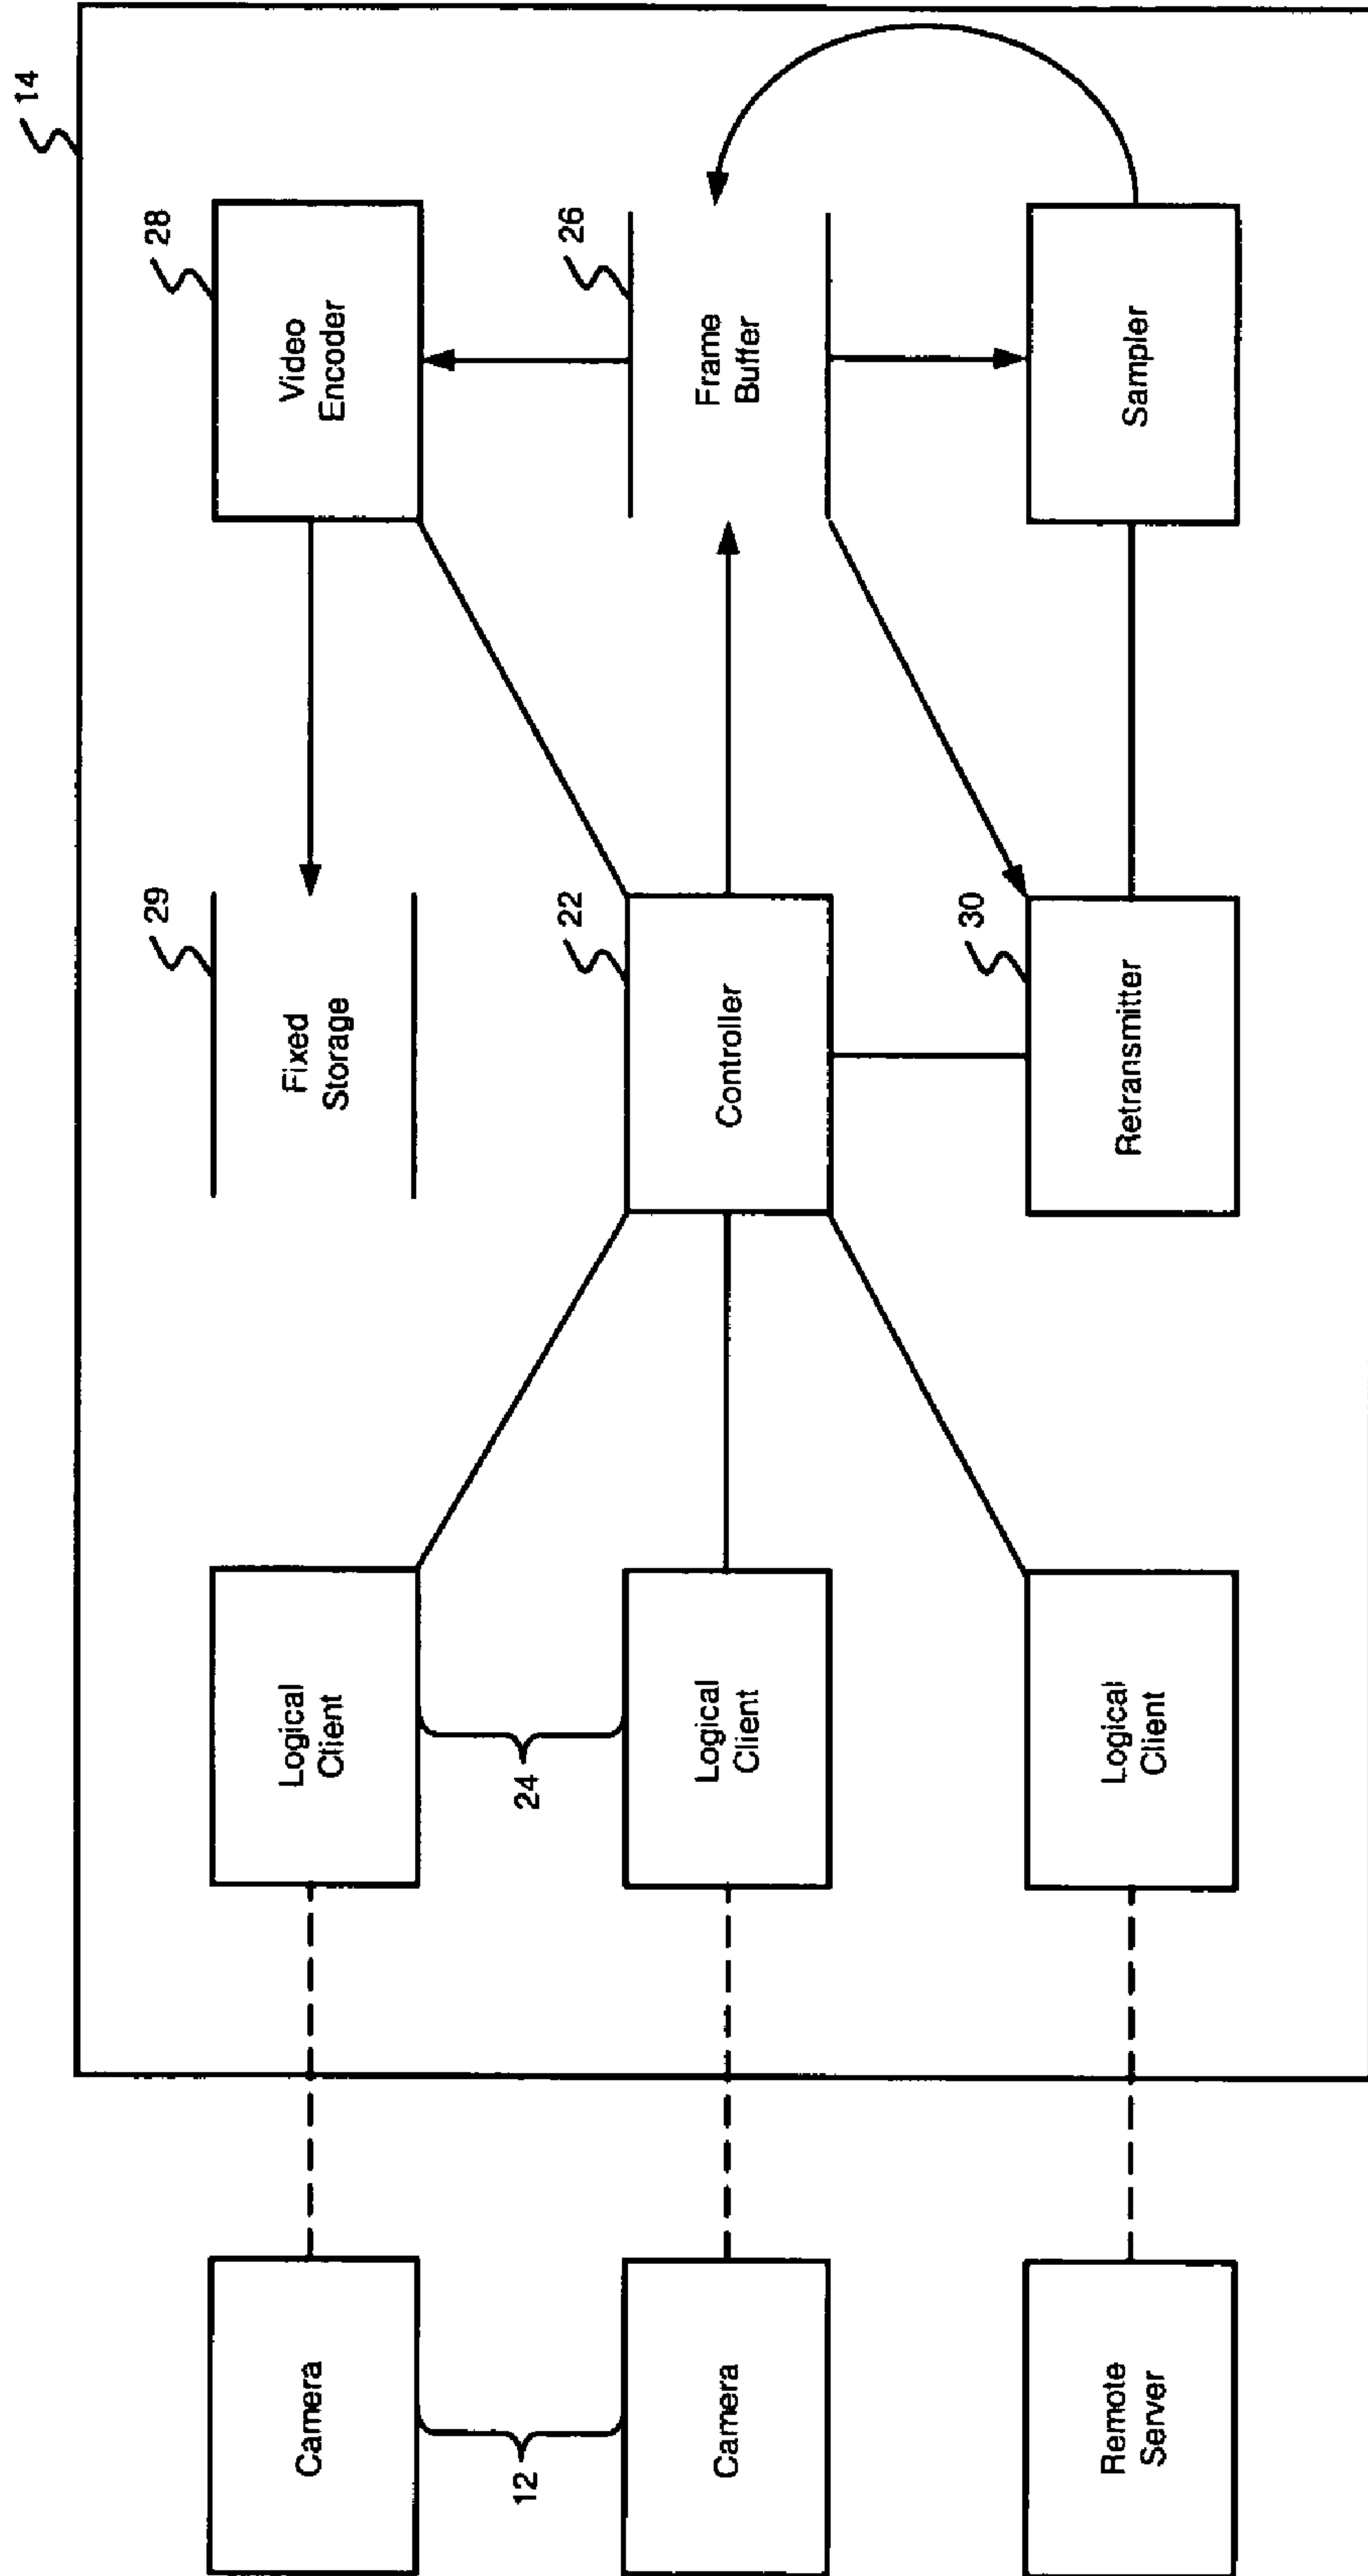 14
29
28
Fixed
Storage
Video
Encoder
Camera
Logical
Client
12
24
22
26
Camera
Logical
Client
Controller
Frame
Buffer
30
Remote
Server
Logical
Client
Retransmitter
Sampler